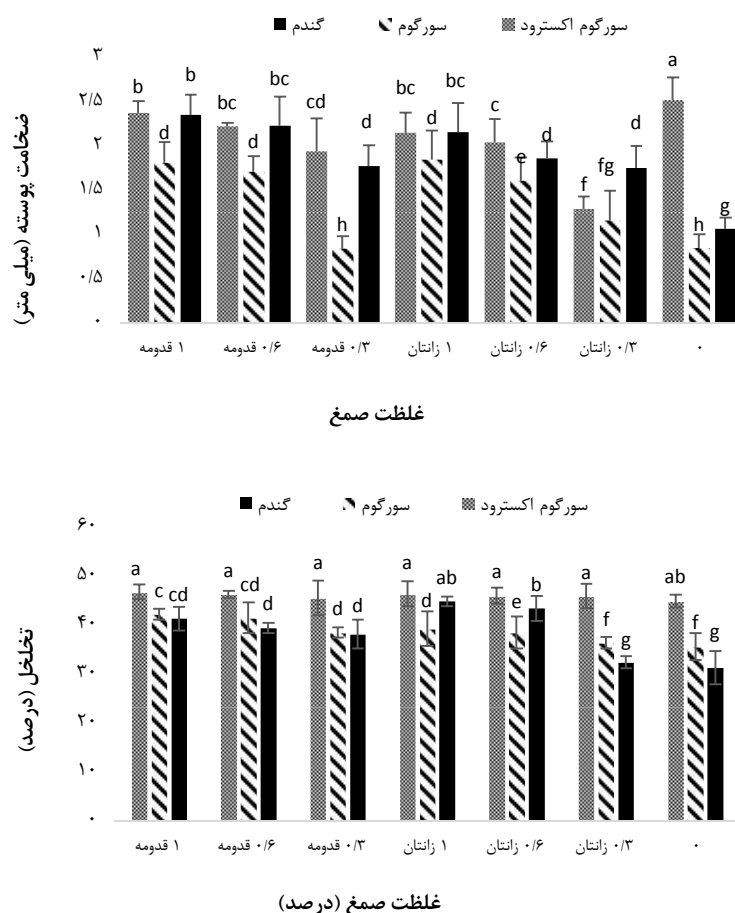 سورگوم اکسترود سورگوم گندم
ضخامت پوسته (میلی متر)
۳
۲/۵
۲
۱/۵
۱
۰/۵
۰
b d b bc d bc cd h d bc d bc c e d f fg d a h g
۱ قدومه ۰/۶ قدومه ۰/۳ قدومه ۱ زانتان ۰/۶ زانتان ۰/۳ زانتان ۰
غلظت صمغ
سورگوم اکسترود سورگوم گندم
تخلخل (درصد)
۶۰
۵۰
۴۰
۳۰
۲۰
۱۰
۰
a c cd a cd d a d d a d ab a e b a f g ab f g
۱ قدومه ۰/۶ قدومه ۰/۳ قدومه ۱ زانتان ۰/۶ زانتان ۰/۳ زانتان ۰
غلظت صمغ (درصد)